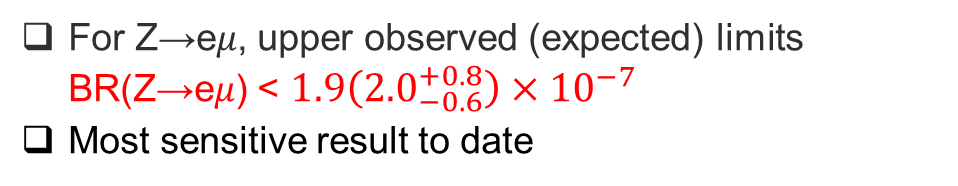 ❑ For Z→e𝜇, upper observed (expected) limits
BR(Z→e𝜇) < 1.9(2.0^{+0.8}_{−0.6}) × 10^{−7}
❑ Most sensitive result to date